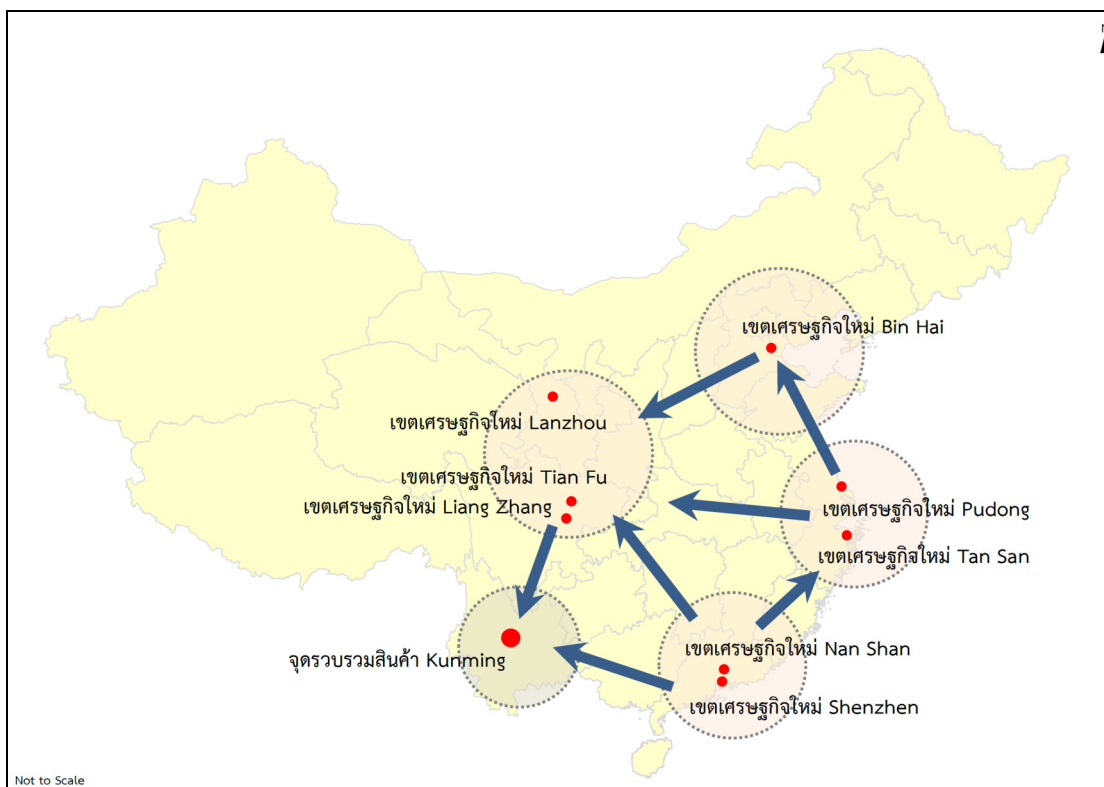 เขตเศรษฐกิจใหม่ Bin Hai
เขตเศรษฐกิจใหม่ Lanzhou
เขตเศรษฐกิจใหม่ Tian Fu
เขตเศรษฐกิจใหม่ Liang Zhang
เขตเศรษฐกิจใหม่ Pudong
เขตเศรษฐกิจใหม่ Tan San
เขตเศรษฐกิจใหม่ Nan Shan
จุดรวบรวมสินค้า Kunming
เขตเศรษฐกิจใหม่ Shenzhen
Not to Scale